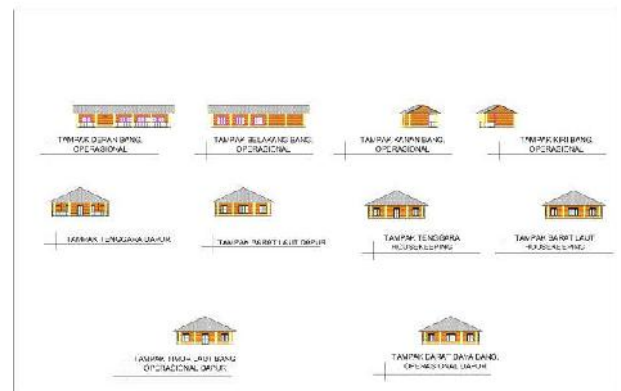 TAMPAK DEPAN BANG.
OPERASIONAL
TAMPAK BELAKANG BANG.
OPERASIONAL
TAMPAK KANAN BANG.
OPERASIONAL
TAMPAK KIRI BANG.
OPERASIONAL
TAMPAK TENGGARA DAPUR
TAMPAK BARAT LAUT DAPUR
TAMPAK TENGGARA
HOUSEKEEPING
TAMPAK BARAT LAUT
HOUSEKEEPING
TAMPAK TIMUR LAUT BANG.
OPERASIONAL DAPUR
TAMPAK BARAT DAYA BANG.
OPERASIONAL DAPUR